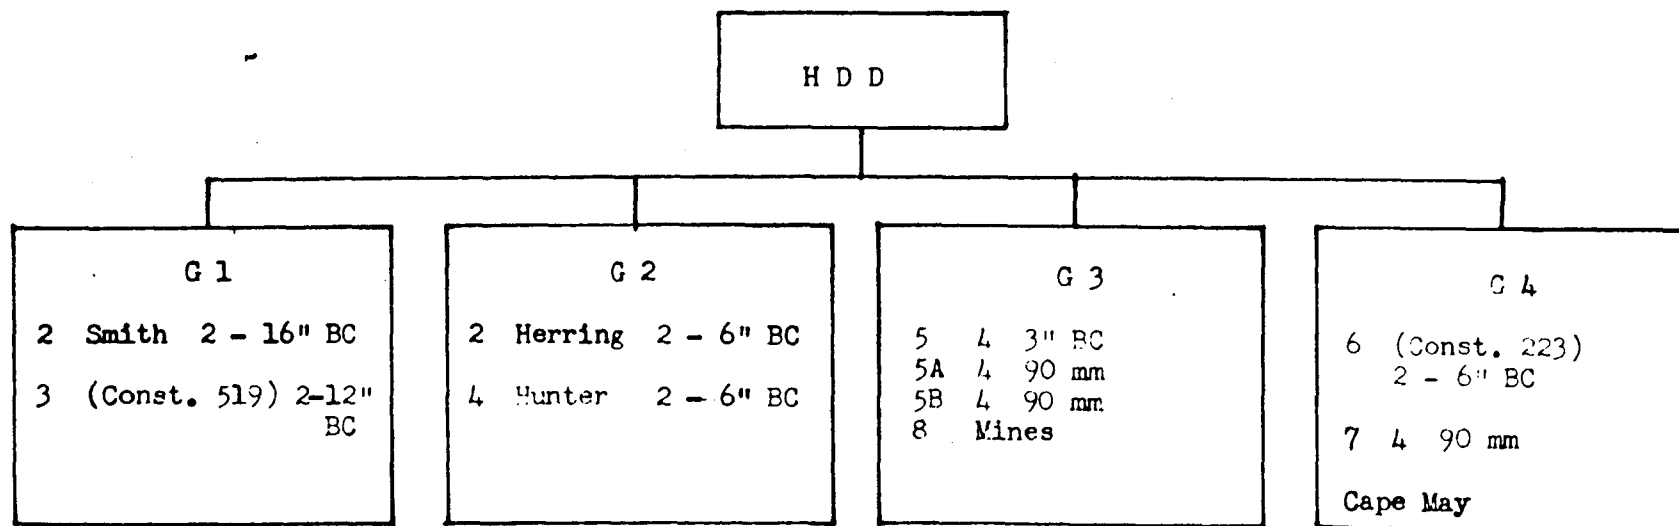 H D D
G 1
2 Smith 2 - 16" BC
3 (Const. 519) 2-12"
BC
G 2
2 Herring 2 - 6" BC
4 Hunter 2 - 6" BC
G 3
5 4 3" BC
5A 4 90 mm
5B 4 90 mm
8 Mines
G 4
6 (Const. 223)
2 - 6" BC
7 4 90 mm
Cape May